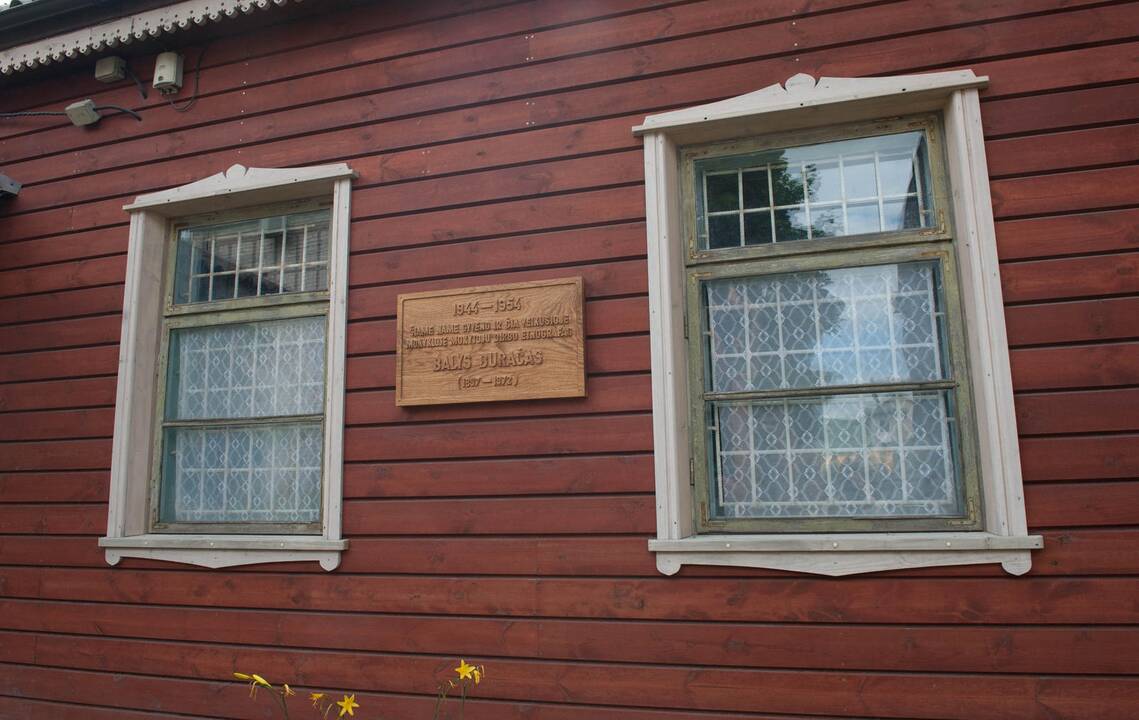 1944 — 1954
ŠIAME NAME GYVENO IR ČIA VEIKUSIOJE
MOKYKLOJE MOKYTOJU DIRBO ETNOGRAFAS
BALYS BURAČAS
(1897 — 1972)